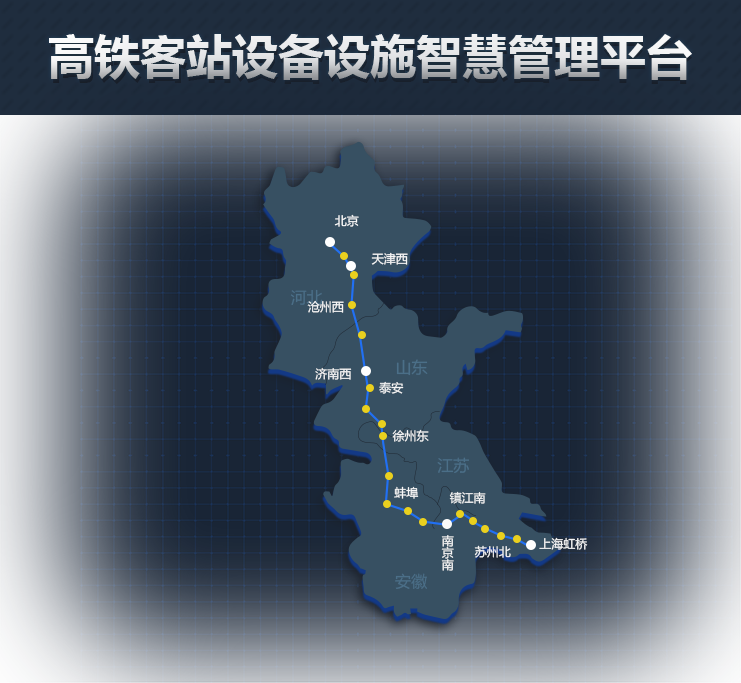 高铁客站设备设施智慧管理平台
北京
天津西
河北
沧州西
山东
济南西
泰安
徐州东
江苏
蚌埠
镇江南
南京南
上海虹桥
苏州北
安徽